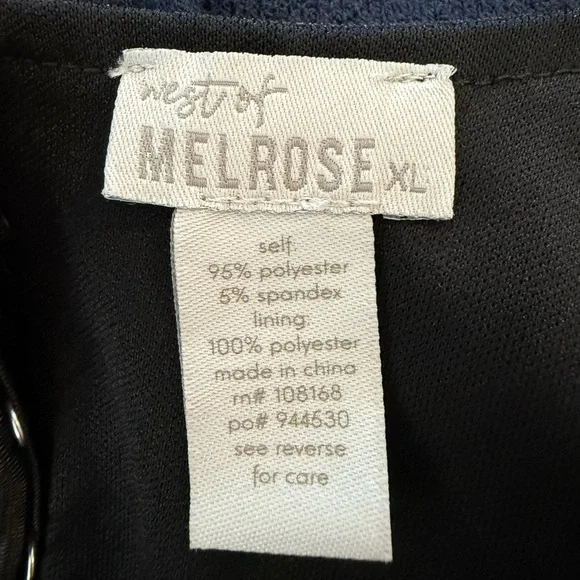 west of
MELROSE XL
self:
95% polyester
5% spandex
lining:
100% polyester
made in china
rn# 108168
po# 944530
see reverse
for care